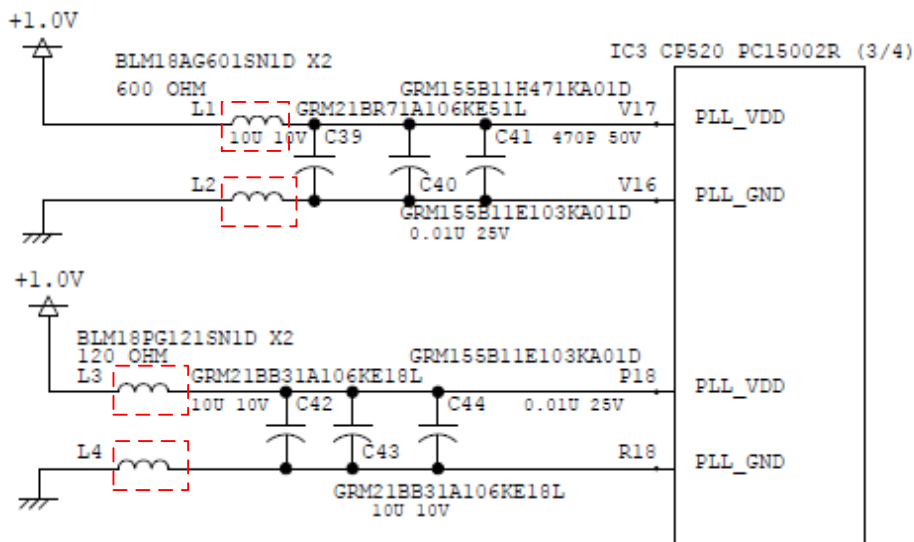 +1.0V
IC3 CP520 PC15002R (3/4)
BLM18AG601SN1D X2
600 OHM
GRM155B11H471KA01D
L1
GRM21BR71A106KE51L
V17
PLL_VDD
10U 10V
C39
C41
470P 50V
L2
C40
V16
PLL_GND
GRM155B11E103KA01D
0.01U 25V
+1.0V
BLM18PG121SN1D X2
120 OHM
GRM155B11E103KA01D
L3
GRM21BB31A106KE18L
P18
PLL_VDD
10U 10V
C42
C44
0.01U 25V
L4
C43
R18
PLL_GND
GRM21BB31A106KE18L
10U 10V